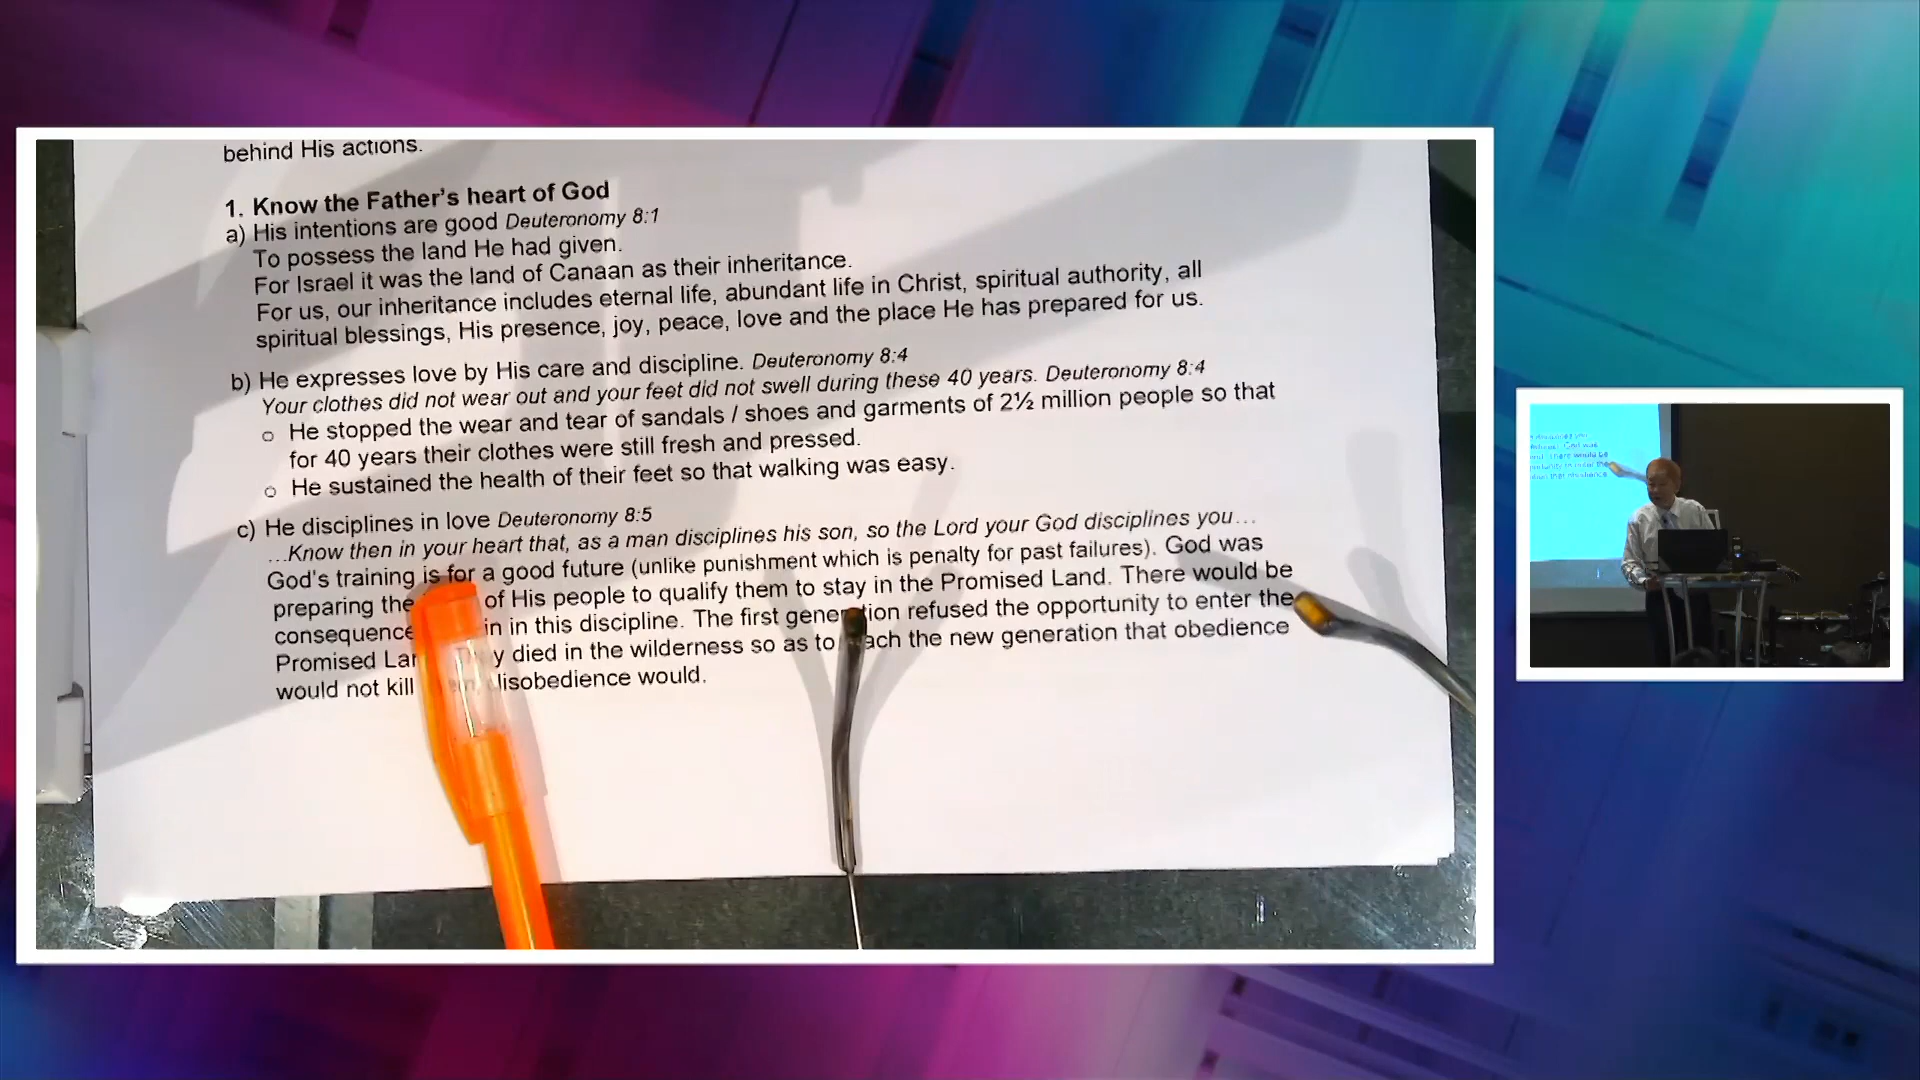 behind His actions.
1. Know the Father's heart of God
a) His intentions are good Deuteronomy 8:1
To possess the land He had given.
For Israel it was the land of Canaan as their inheritance.
For us, our inheritance includes eternal life, abundant life in Christ, spiritual authority, all
spiritual blessings, His presence, joy, peace, love and the place He has prepared for us.
b) He expresses love by His care and discipline. Deuteronomy 8:4
Your clothes did not wear out and your feet did not swell during these 40 years. Deuteronomy 8:4
o He stopped the wear and tear of sandals / shoes and garments of 2½ million people so that
for 40 years their clothes were still fresh and pressed.
o He sustained the health of their feet so that walking was easy.
c) He disciplines in love Deuteronomy 8:5
…Know then in your heart that, as a man disciplines his son, so the Lord your God disciplines you…
God's training is for a good future (unlike punishment which is penalty for past failures). God was
preparing the of His people to qualify them to stay in the Promised Land. There would be
consequence in this discipline. The first generation refused the opportunity to enter the
Promised died in the wilderness so as to the new generation that obedience
would not kill would.